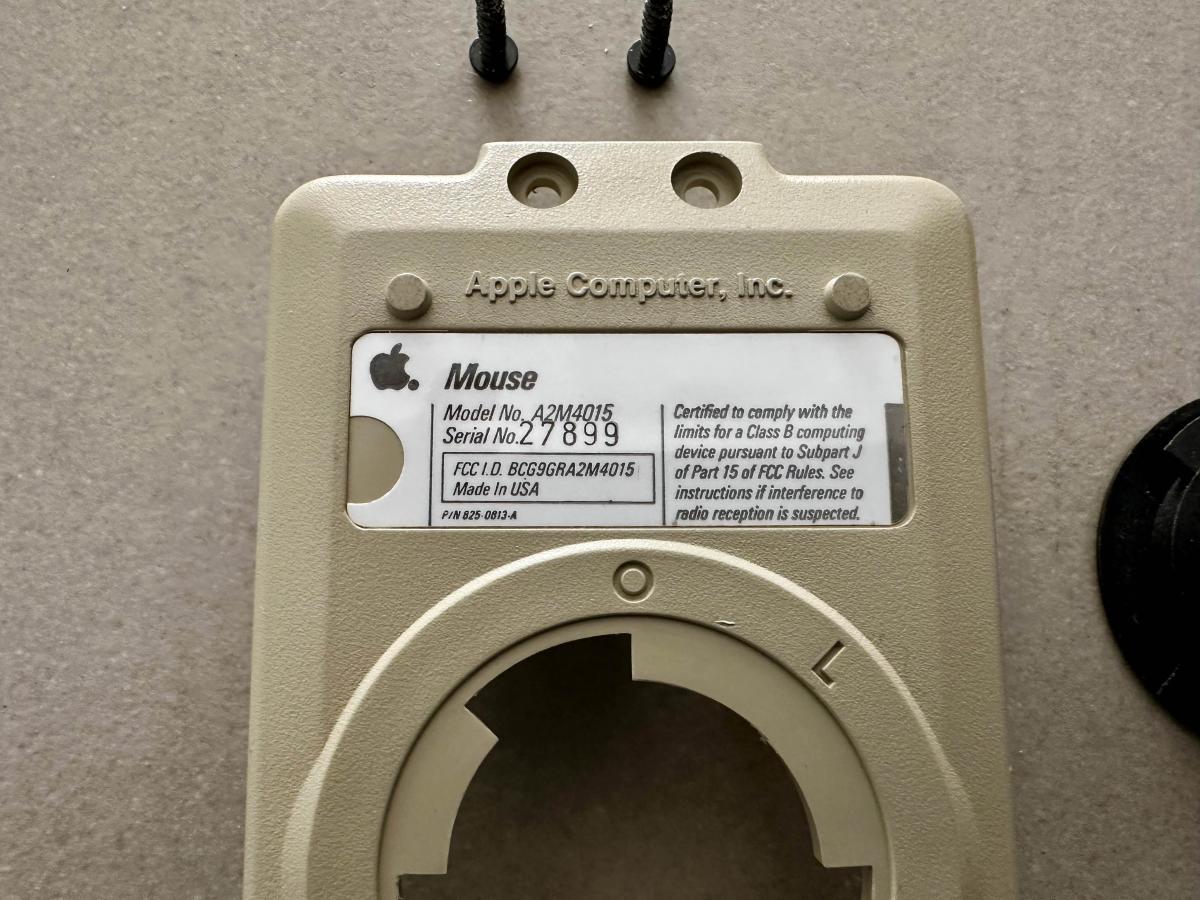 Apple Computer, Inc.
Mouse
Model No. A2M4015
Serial No. 27899
FCC I.D. BCG9GRA2M4015
Made In USA
P/N 825-0813-A
Certified to comply with the
limits for a Class B computing
device pursuant to Subpart J
of Part 15 of FCC Rules. See
instructions if interference to
radio reception is suspected.
O
L